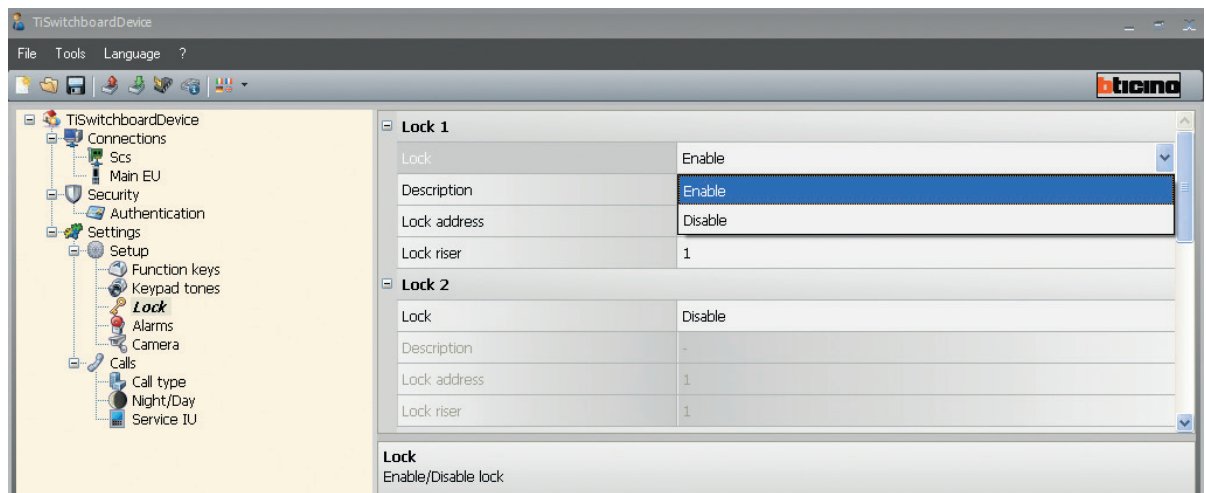 TiSwitchboardDevice
File Tools Language ?
bticino
TiSwitchboardDevice
Connections
Scs
Main EU
Security
Authentication
Settings
Setup
Function keys
Keypad tones
Lock
Alarms
Camera
Calls
Call type
Night/Day
Service IU
Lock 1
Lock Enable
Description Enable
Lock address Disable
Lock riser 1
Lock 2
Lock Disable
Description -
Lock address 1
Lock riser 1
Lock
Enable/Disable lock